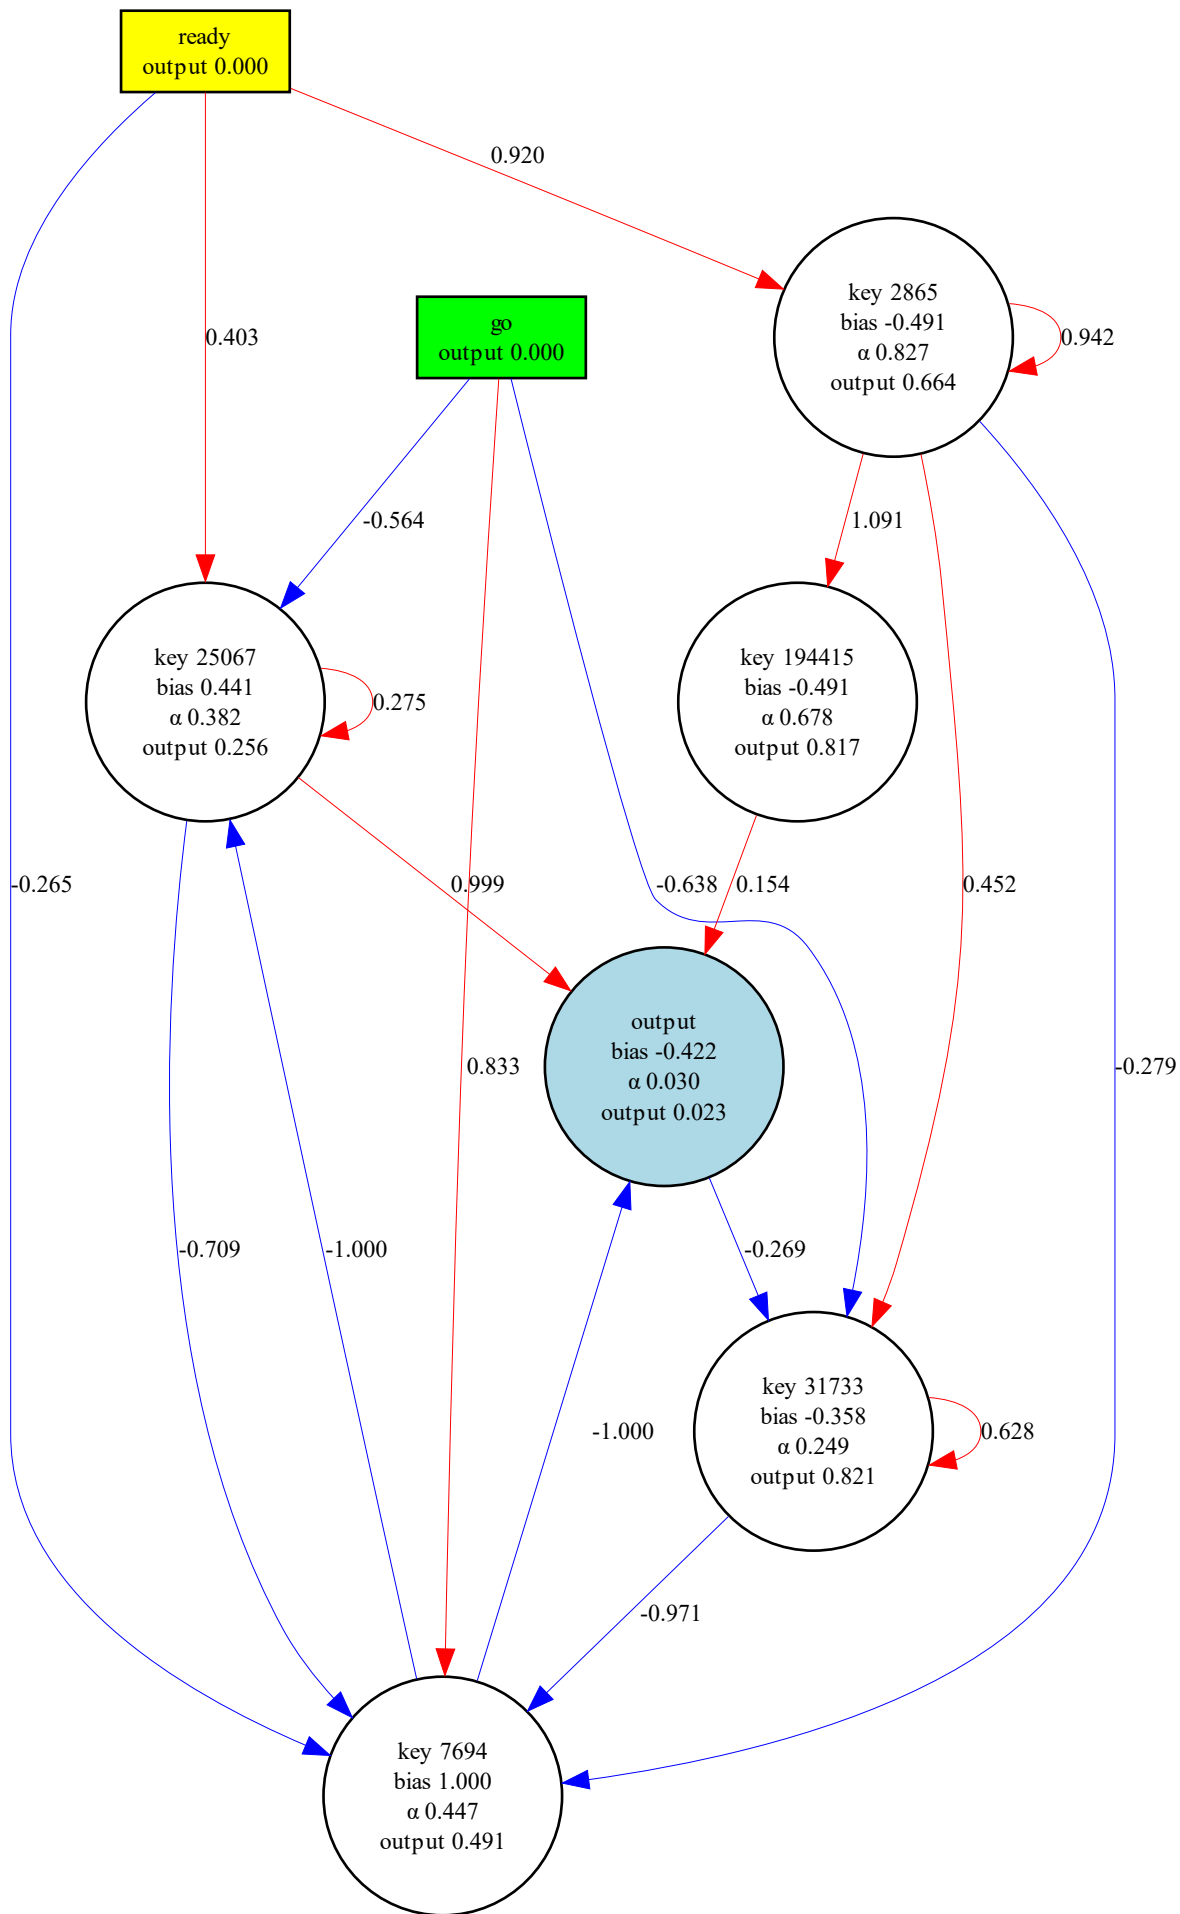 ready
output 0.000
0.920
key 2865
bias -0.491
α 0.827
output 0.664
0.942
go
output 0.000
0.403
-0.564
1.091
key 25067
bias 0.441
α 0.382
output 0.256
0.275
key 194415
bias -0.491
α 0.678
output 0.817
-0.265
0.999
-0.638
0.154
0.452
output
bias -0.422
α 0.030
output 0.023
0.833
-0.279
-0.709
-1.000
-0.269
key 31733
bias -0.358
α 0.249
output 0.821
0.628
-1.000
-0.971
key 7694
bias 1.000
α 0.447
output 0.491